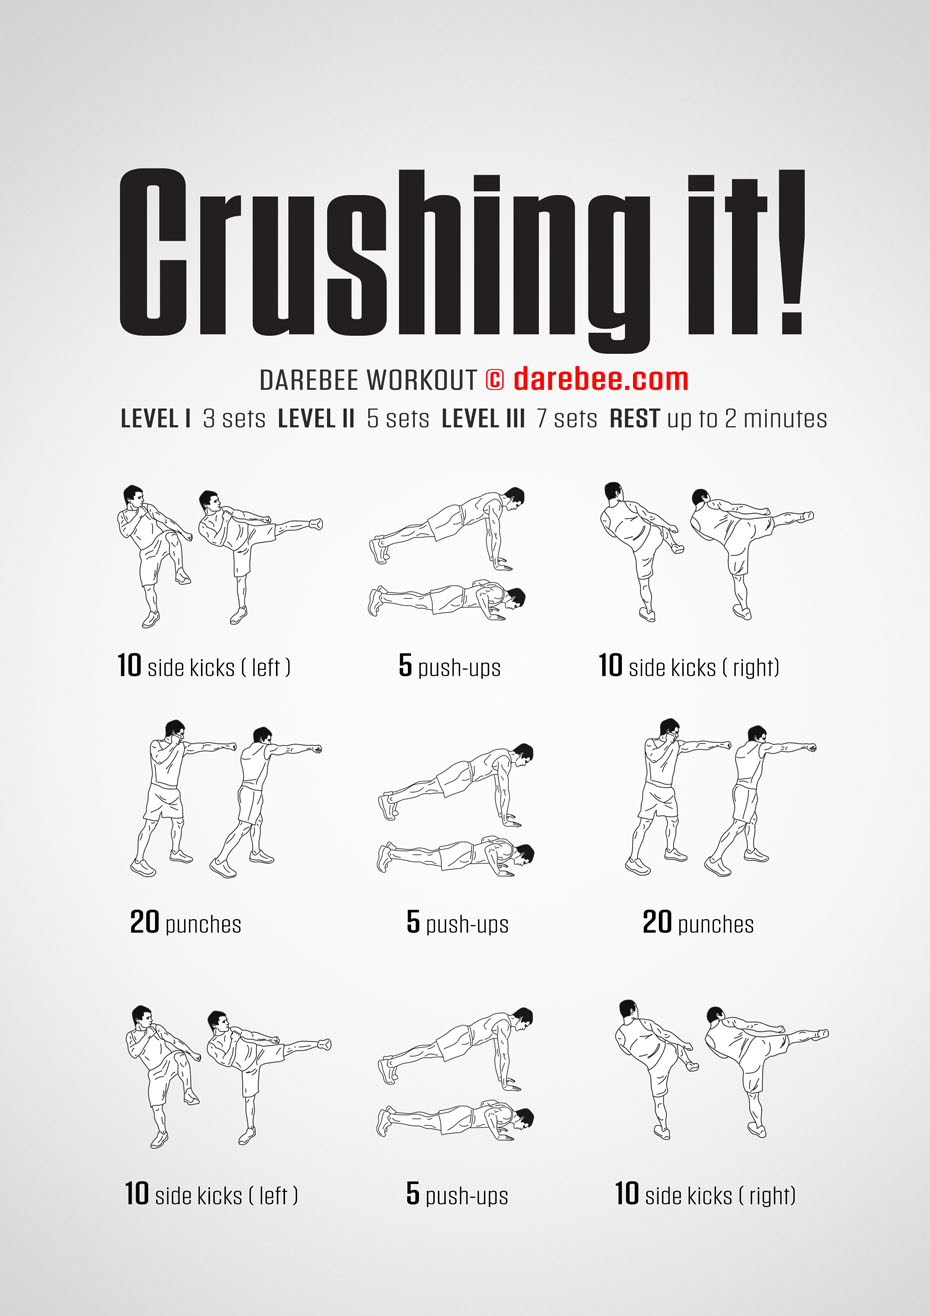 Crushing it!
DAREBEE WORKOUT © darebee.com
LEVEL I 3 sets LEVEL II 5 sets LEVEL III 7 sets REST up to 2 minutes
10 side kicks ( left )
5 push-ups
10 side kicks ( right)
20 punches
5 push-ups
20 punches
10 side kicks ( left )
5 push-ups
10 side kicks ( right)